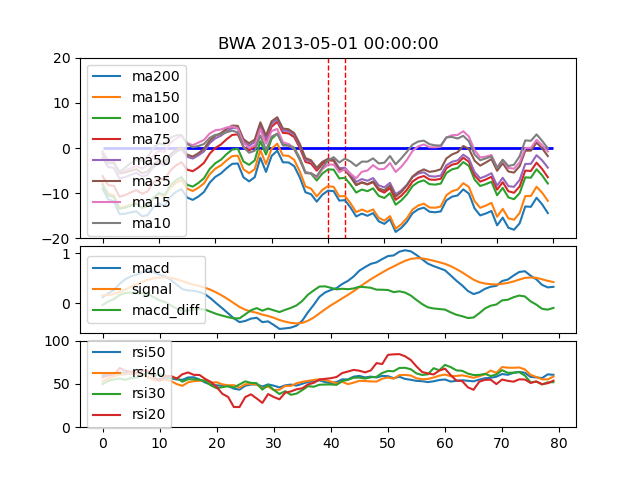 BWA 2013-05-01 00:00:00
20
10
0
−10
−20
ma200
ma150
ma100
ma75
ma50
ma35
ma15
ma10
1
0
macd
signal
macd_diff
100
50
0
rsi50
rsi40
rsi30
rsi20
0 10 20 30 40 50 60 70 80